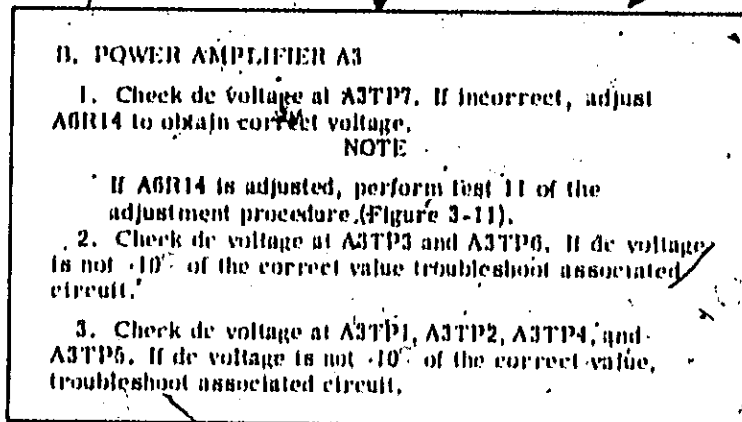 B. POWER AMPLIFIER A3
1. Check dc voltage at A3TP7. If incorrect, adjust
A6R14 to obtain correct voltage.
NOTE
If A6R14 is adjusted, perform test 11 of the
adjustment procedure.(Figure 3-11).
2. Check dc voltage at A3TP3 and A3TP6. If dc voltage
is not 10% of the correct value troubleshoot associated
circuit.
3. Check dc voltage at A3TP1, A3TP2, A3TP4, and
A3TP5. If dc voltage is not 10% of the correct value,
troubleshoot associated circuit.